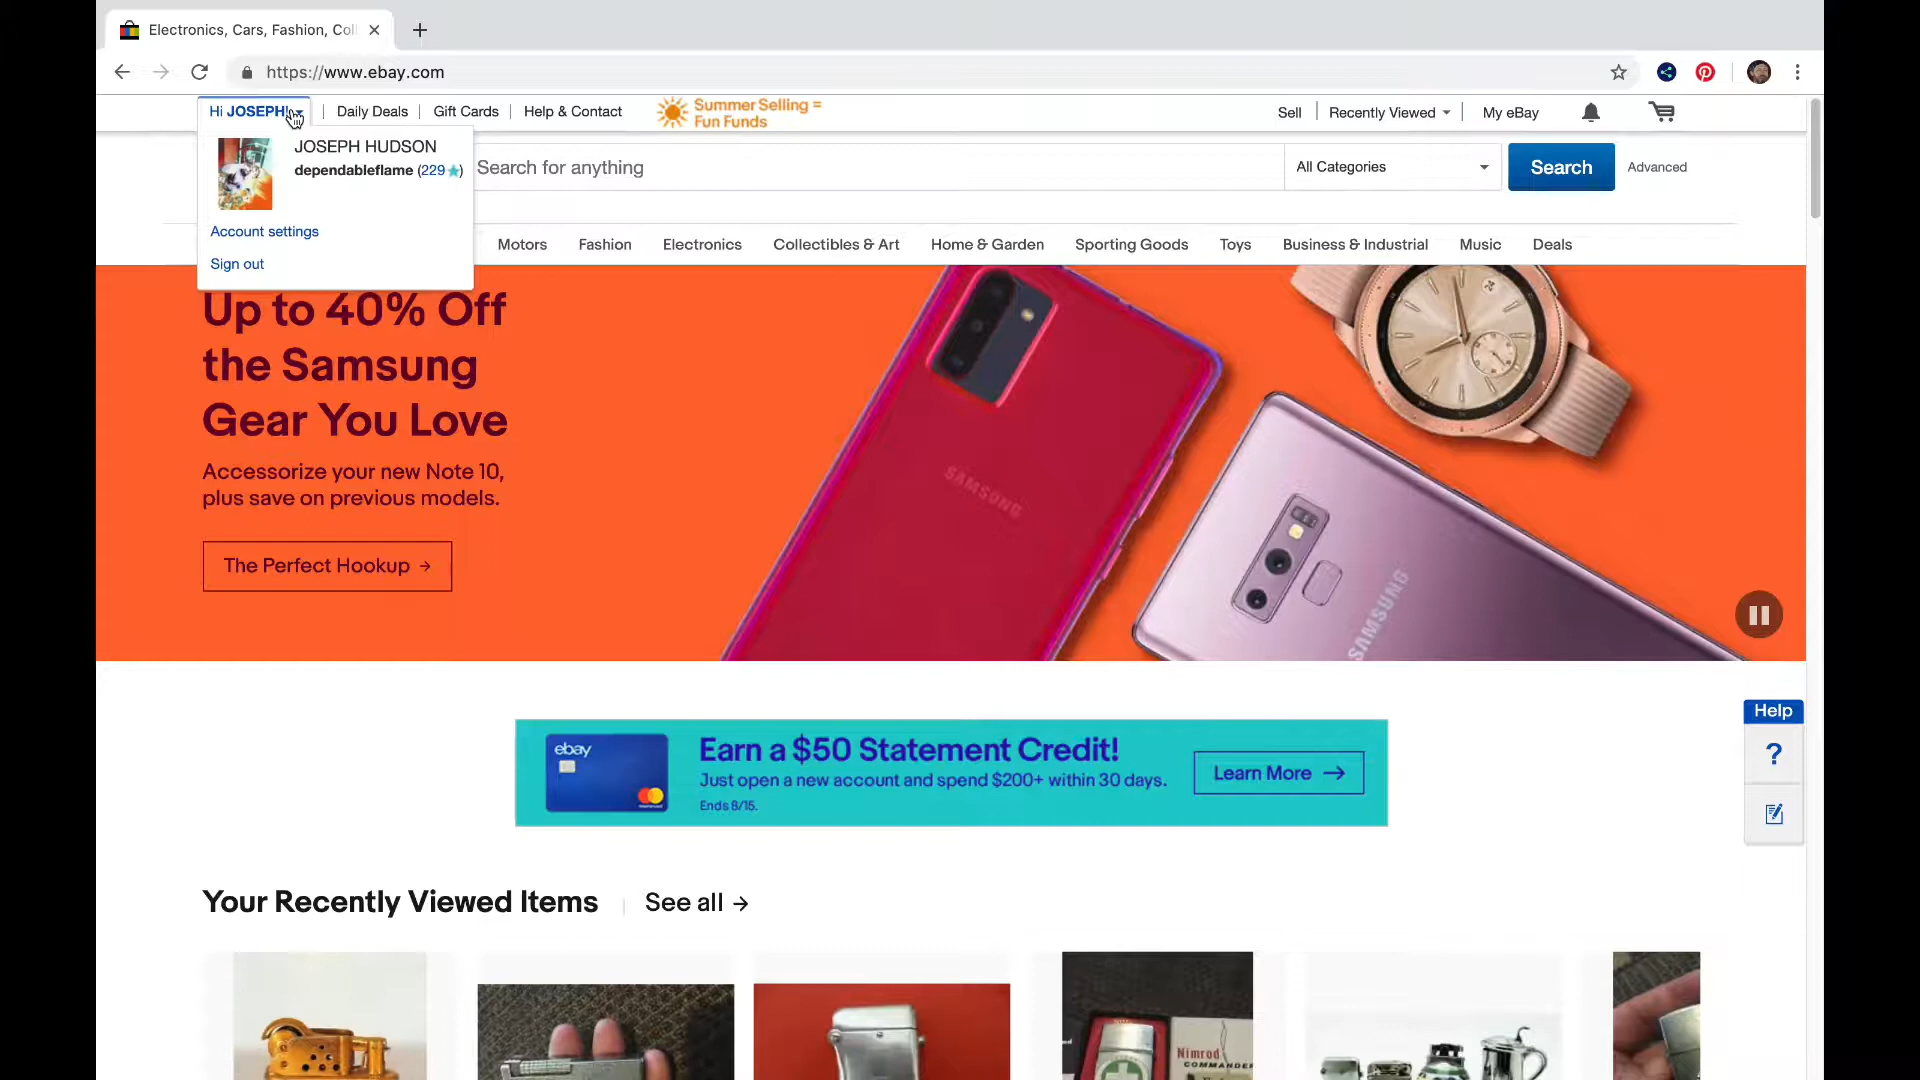 Electronics, Cars, Fashion, Col
https://www.ebay.com
Hi JOSEPH!
Daily Deals
Gift Cards
Help & Contact
Summer Selling =
Fun Funds
Sell
Recently Viewed
My eBay
JOSEPH HUDSON
dependableflame (229)
Account settings
Sign out
Search for anything
All Categories
Search
Advanced
Motors
Fashion
Electronics
Collectibles & Art
Home & Garden
Sporting Goods
Toys
Business & Industrial
Music
Deals
Up to 40% Off
the Samsung
Gear You Love
Accessorize your new Note 10,
plus save on previous models.
The Perfect Hookup →
SAMSUNG
SAMSUNG
24
Help
?
ebay
mastercard
Earn a $50 Statement Credit!
Just open a new account and spend $200+ within 30 days.
Ends 8/15.
Learn More →
Your Recently Viewed Items
See all →
Nimrod
COMMANDER